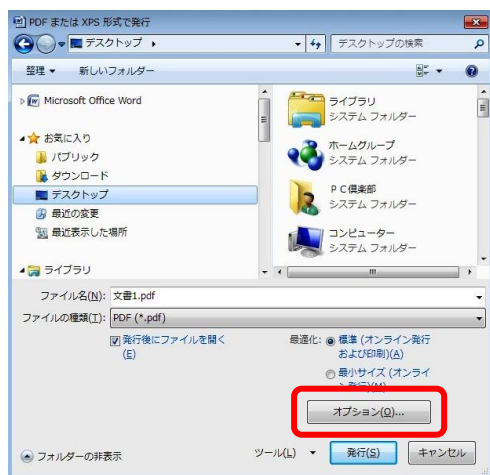 PDF または XPS 形式で発行
デスクトップ
デスクトップの検索
整理 新しいフォルダー
Microsoft Office Word
お気に入り
パブリック
ダウンロード
デスクトップ
最近の変更
最近表示した場所
ライブラリ
ライブラリ
システム フォルダー
ホームグループ
システム フォルダー
ＰＣ倶楽部
システム フォルダー
コンピューター
システム フォルダー
ファイル名(N): 文書1.pdf
ファイルの種類(T): PDF (*.pdf)
発行後にファイルを開く
(E)
最適化: 標準 (オンライン発行
および印刷)(A)
最小サイズ (オンライ
ン発行)(M)
オプション(O)...
フォルダーの非表示
ツール(L) 発行(S) キャンセル